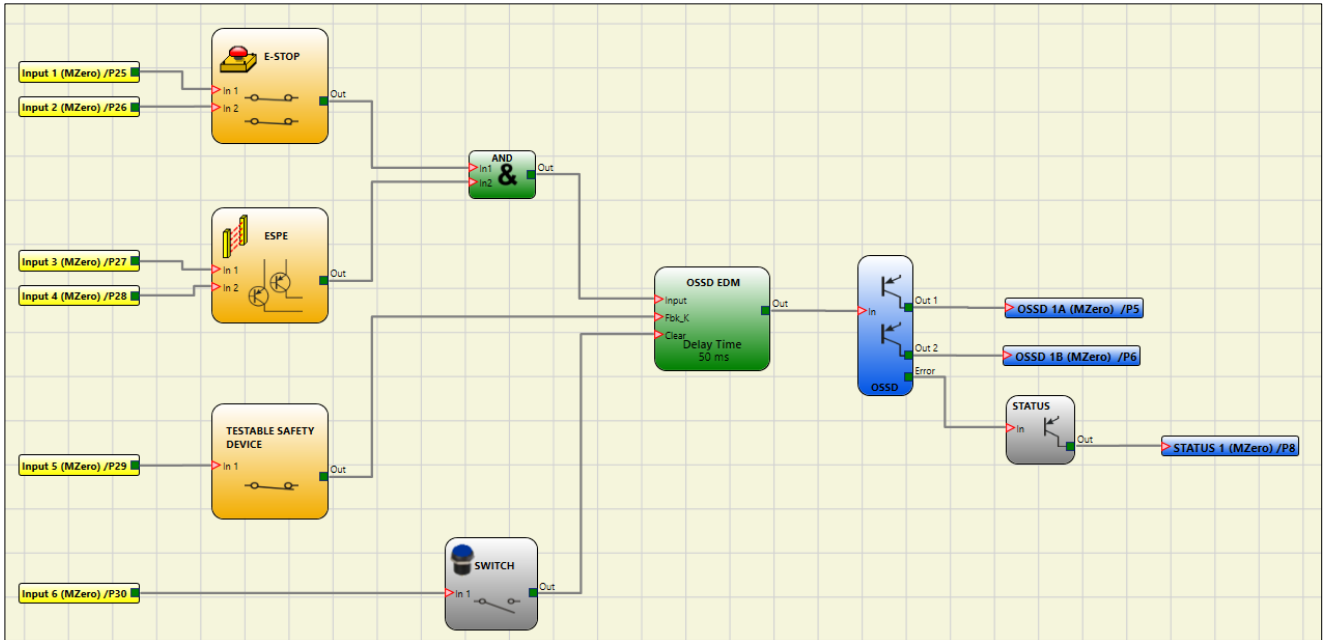 E-STOP
Input 1 (MZero) /P25
In 1
Out
Input 2 (MZero) /P26
In 2
AND
&
In1
Out
In2
ESPE
Input 3 (MZero) /P27
In 1
Out
Input 4 (MZero) /P28
In 2
OSSD EDM
Input
Out
Fbk_K
Clear
Delay Time
50 ms
In
Out 1
OSSD 1A (MZero) /P5
Out 2
OSSD 1B (MZero) /P6
Error
OSSD
STATUS
In
Out
STATUS 1 (MZero) /P8
TESTABLE SAFETY
DEVICE
Input 5 (MZero) /P29
In 1
Out
SWITCH
Input 6 (MZero) /P30
In 1
Out